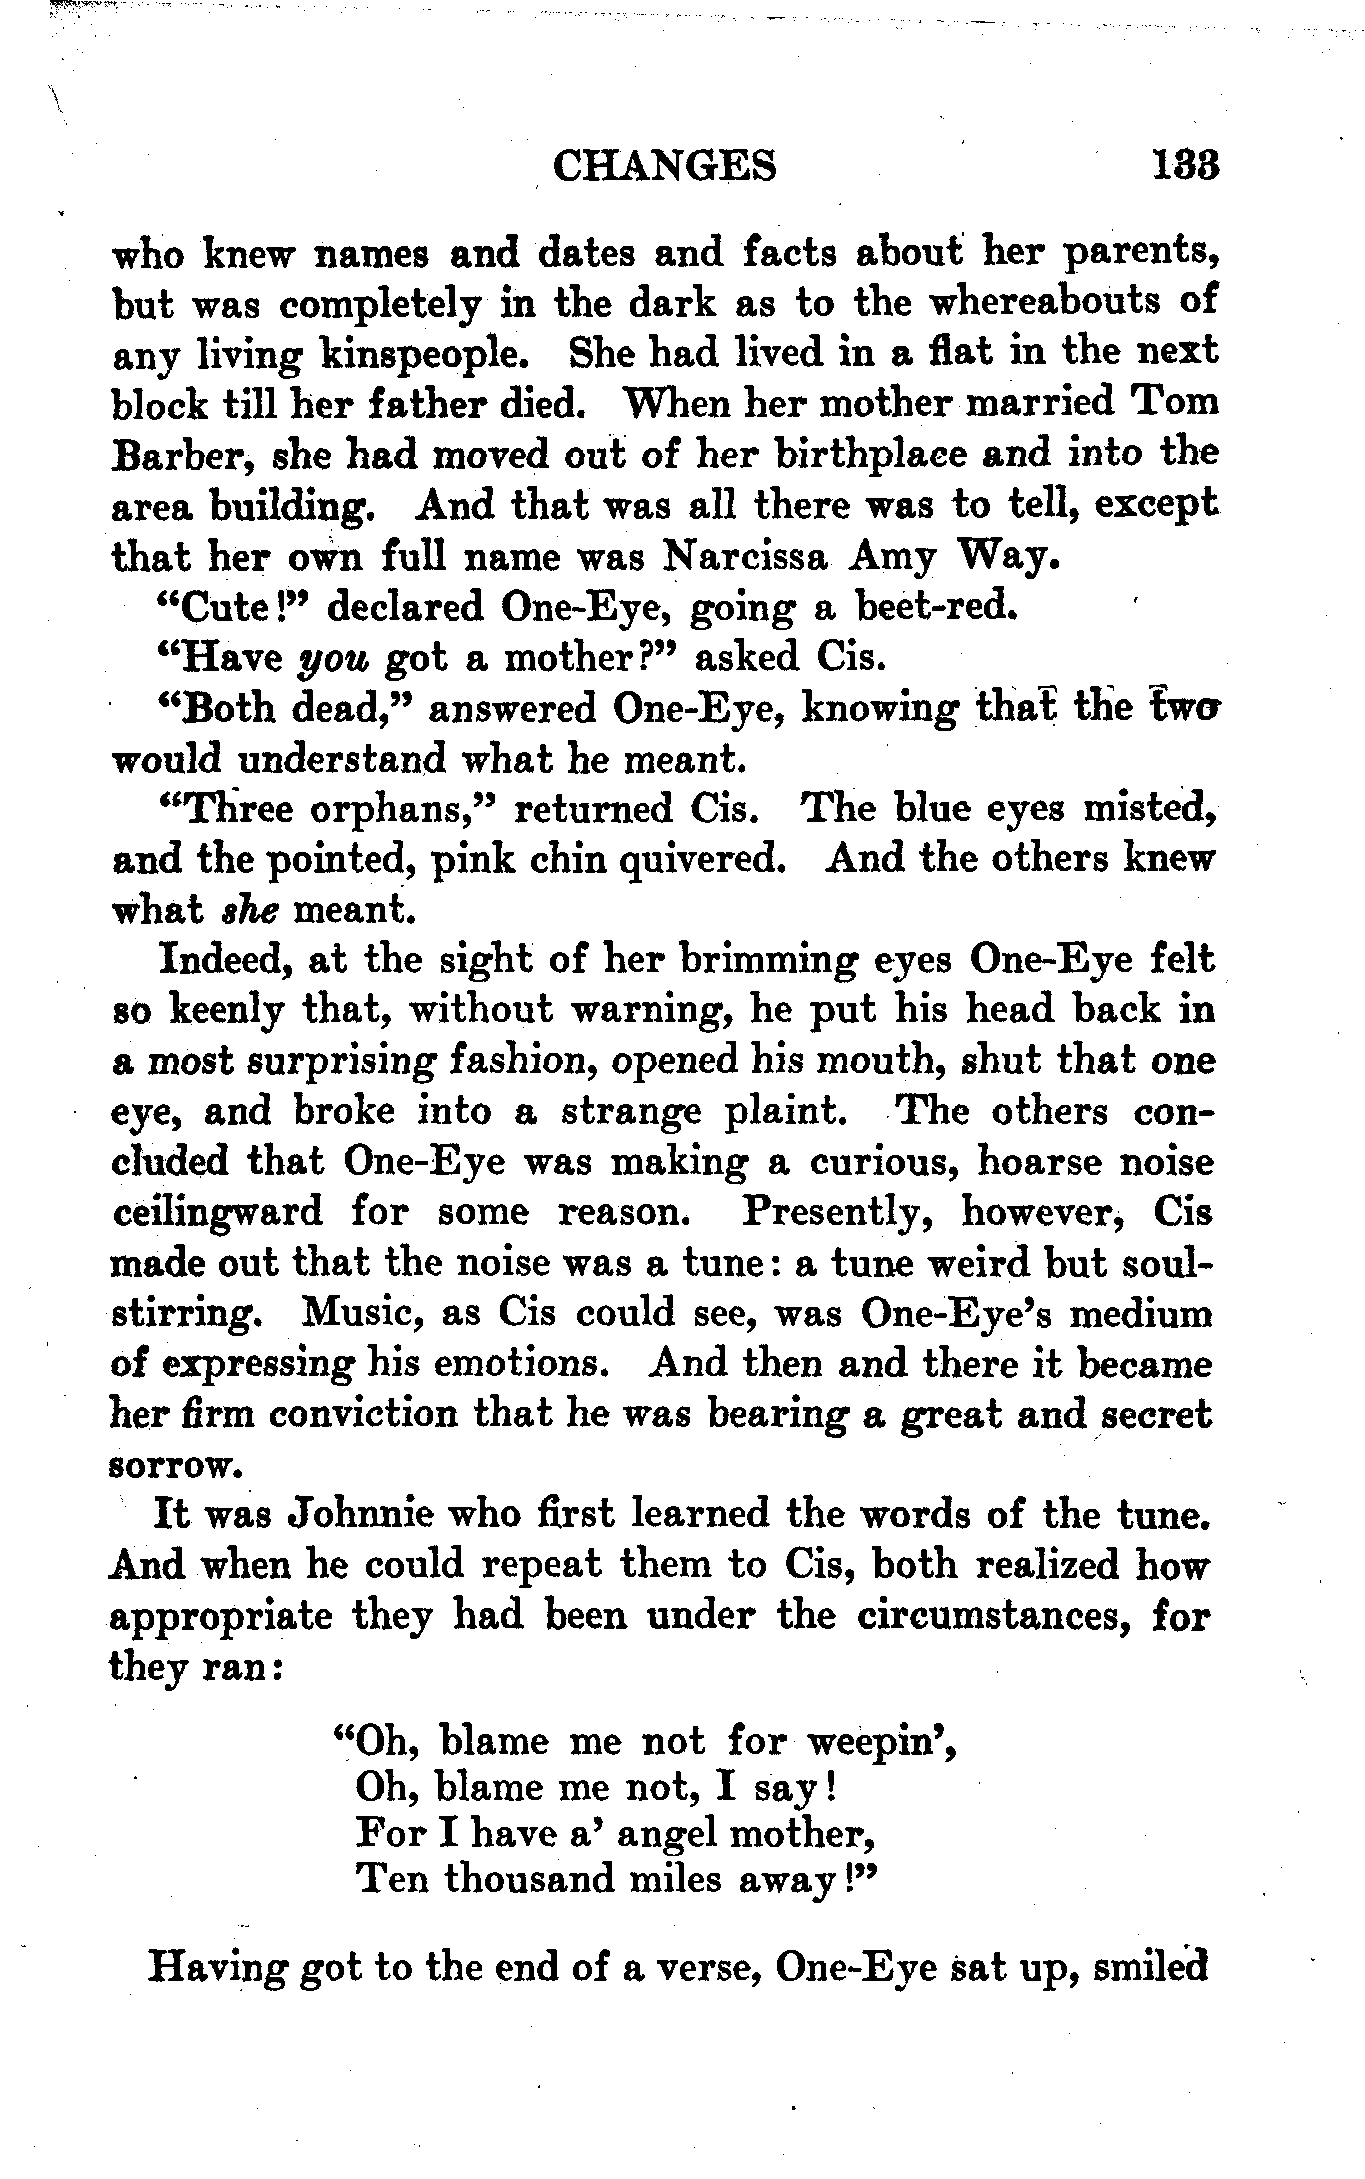 CHANGES 133
who knew names and dates and facts about her parents,
but was completely in the dark as to the whereabouts of
any living kinspeople. She had lived in a flat in the next
block till her father died. When her mother married Tom
Barber, she had moved out of her birthplace and into the
area building. And that was all there was to tell, except
that her own full name was Narcissa Amy Way.
“Cute!” declared One-Eye, going a beet-red.
“Have you got a mother?” asked Cis.
“Both dead,” answered One-Eye, knowing that the two
would understand what he meant.
“Three orphans,” returned Cis. The blue eyes misted,
and the pointed, pink chin quivered. And the others knew
what she meant.
Indeed, at the sight of her brimming eyes One-Eye felt
so keenly that, without warning, he put his head back in
a most surprising fashion, opened his mouth, shut that one
eye, and broke into a strange plaint. The others con-
cluded that One-Eye was making a curious, hoarse noise
ceilingward for some reason. Presently, however, Cis
made out that the noise was a tune: a tune weird but soul-
stirring. Music, as Cis could see, was One-Eye’s medium
of expressing his emotions. And then and there it became
her firm conviction that he was bearing a great and secret
sorrow.
It was Johnnie who first learned the words of the tune.
And when he could repeat them to Cis, both realized how
appropriate they had been under the circumstances, for
they ran:
“Oh, blame me not for weepin’,
Oh, blame me not, I say!
For I have a’ angel mother,
Ten thousand miles away!”
Having got to the end of a verse, One-Eye sat up, smiled